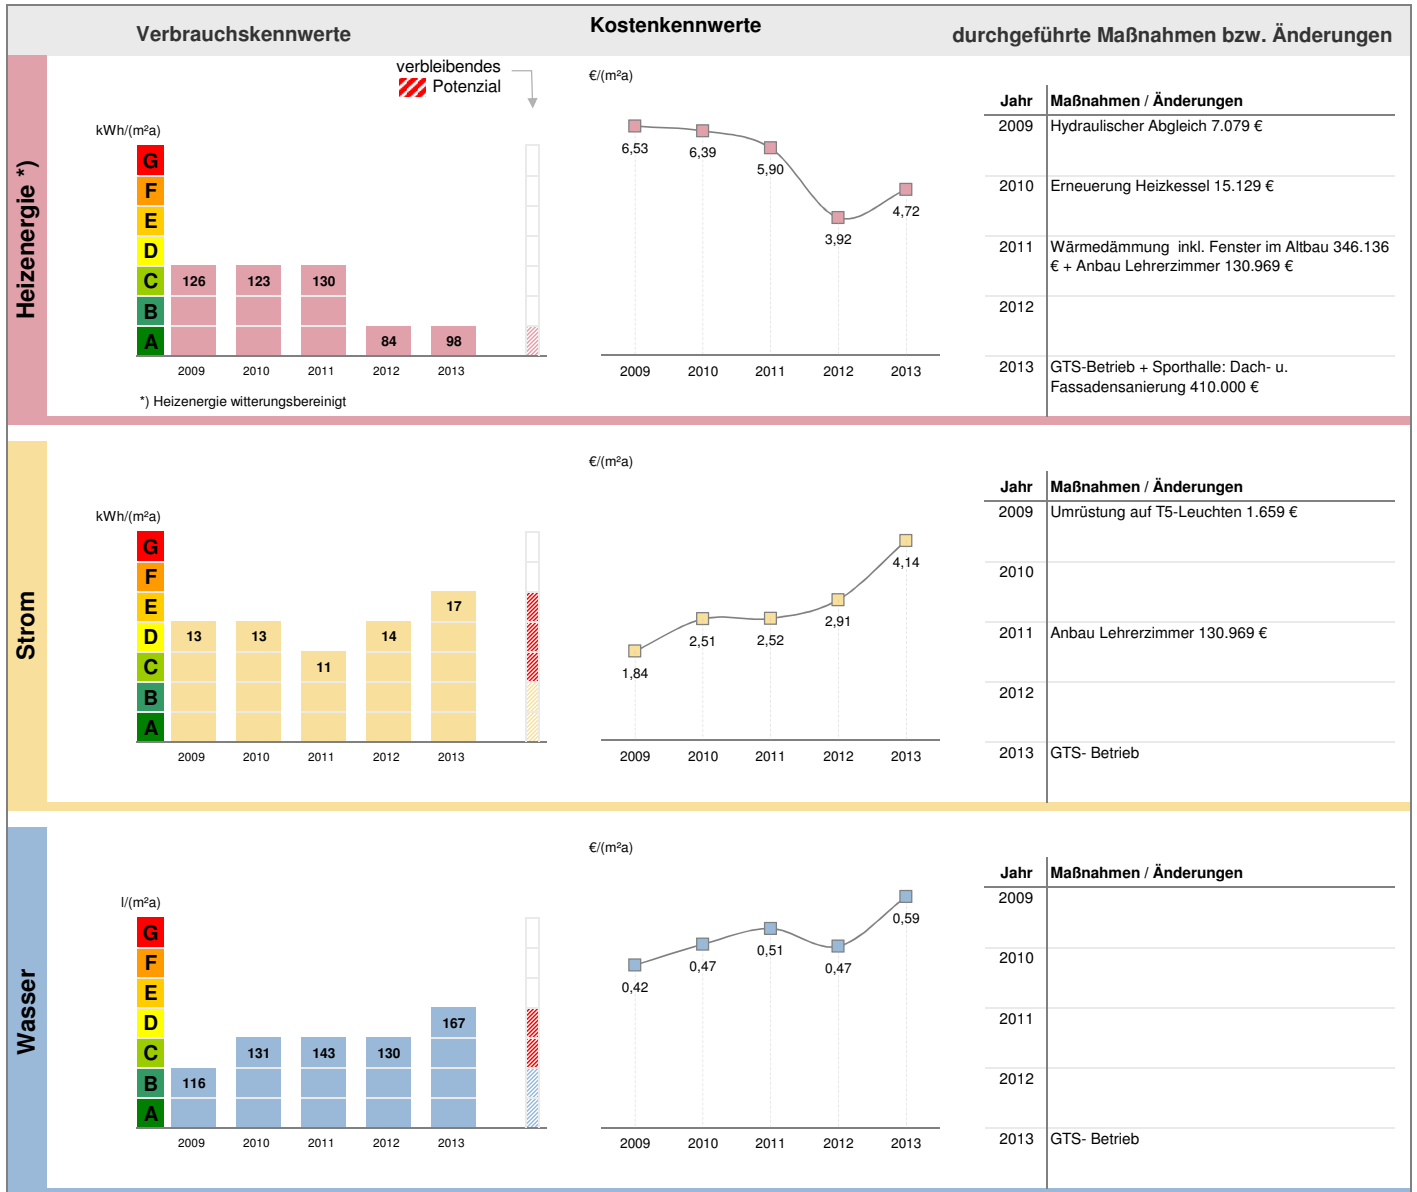 Verbrauchskennwerte
Kostenkennwerte
durchgeführte Maßnahmen bzw. Änderungen
Heizenergie *)
verbleibendes
Potenzial
kWh/(m²a)
G
F
E
D
C
B
A
126
123
130
84
98
2009
2010
2011
2012
2013
*) Heizenergie witterungsbereinigt
€/(m²a)
6,53
6,39
5,90
3,92
4,72
2009
2010
2011
2012
2013
Jahr Maßnahmen / Änderungen
2009 Hydraulischer Abgleich 7.079 €
2010 Erneuerung Heizkessel 15.129 €
2011 Wärmedämmung inkl. Fenster im Altbau 346.136
€ + Anbau Lehrerzimmer 130.969 €
2012
2013 GTS-Betrieb + Sporthalle: Dach- u.
Fassadensanierung 410.000 €
Strom
kWh/(m²a)
G
F
E
D
C
B
A
13
13
11
14
17
2009
2010
2011
2012
2013
€/(m²a)
1,84
2,51
2,52
2,91
4,14
2009
2010
2011
2012
2013
Jahr Maßnahmen / Änderungen
2009 Umrüstung auf T5-Leuchten 1.659 €
2010
2011 Anbau Lehrerzimmer 130.969 €
2012
2013 GTS- Betrieb
Wasser
l/(m²a)
G
F
E
D
C
B
A
116
131
143
130
167
2009
2010
2011
2012
2013
€/(m²a)
0,42
0,47
0,51
0,47
0,59
2009
2010
2011
2012
2013
Jahr Maßnahmen / Änderungen
2009
2010
2011
2012
2013 GTS- Betrieb